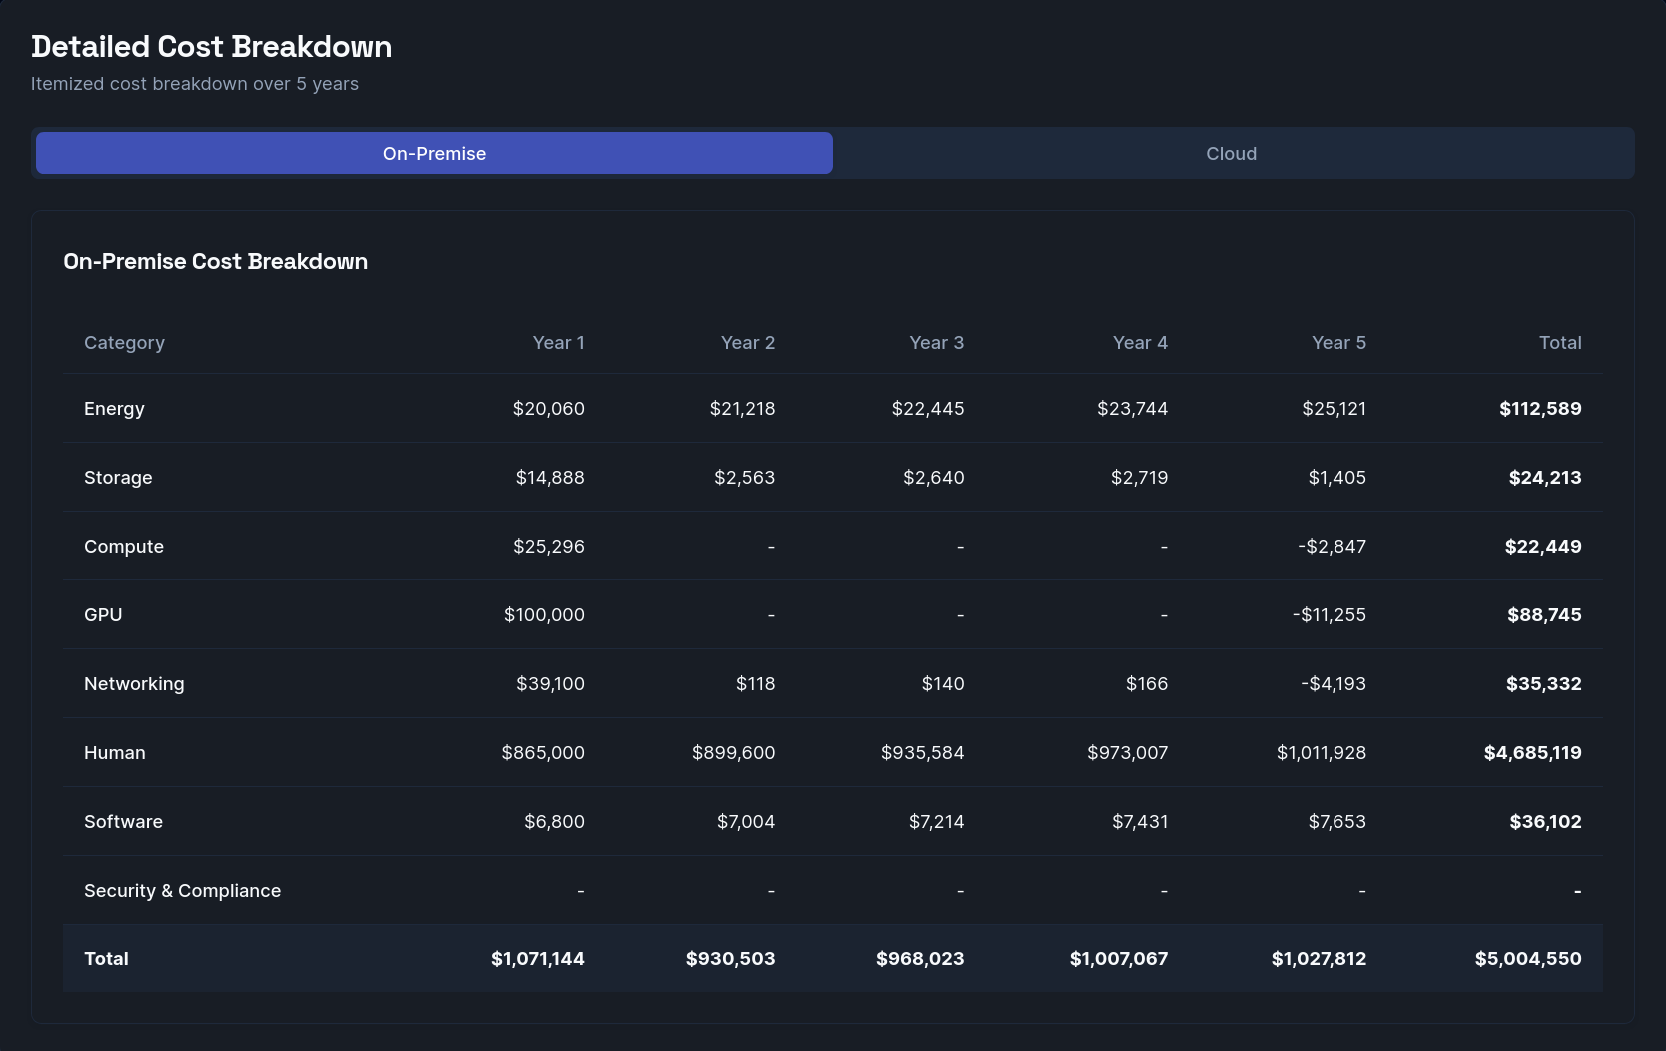 Detailed Cost Breakdown
Itemized cost breakdown over 5 years
On-Premise Cloud
On-Premise Cost Breakdown
Category Year 1 Year 2 Year 3 Year 4 Year 5 Total
Energy $20,060 $21,218 $22,445 $23,744 $25,121 $112,589
Storage $14,888 $2,563 $2,640 $2,719 $1,405 $24,213
Compute $25,296 - - - -$2,847 $22,449
GPU $100,000 - - - -$11,255 $88,745
Networking $39,100 $118 $140 $166 -$4,193 $35,332
Human $865,000 $899,600 $935,584 $973,007 $1,011,928 $4,685,119
Software $6,800 $7,004 $7,214 $7,431 $7,653 $36,102
Security & Compliance - - - - - -
Total $1,071,144 $930,503 $968,023 $1,007,067 $1,027,812 $5,004,550